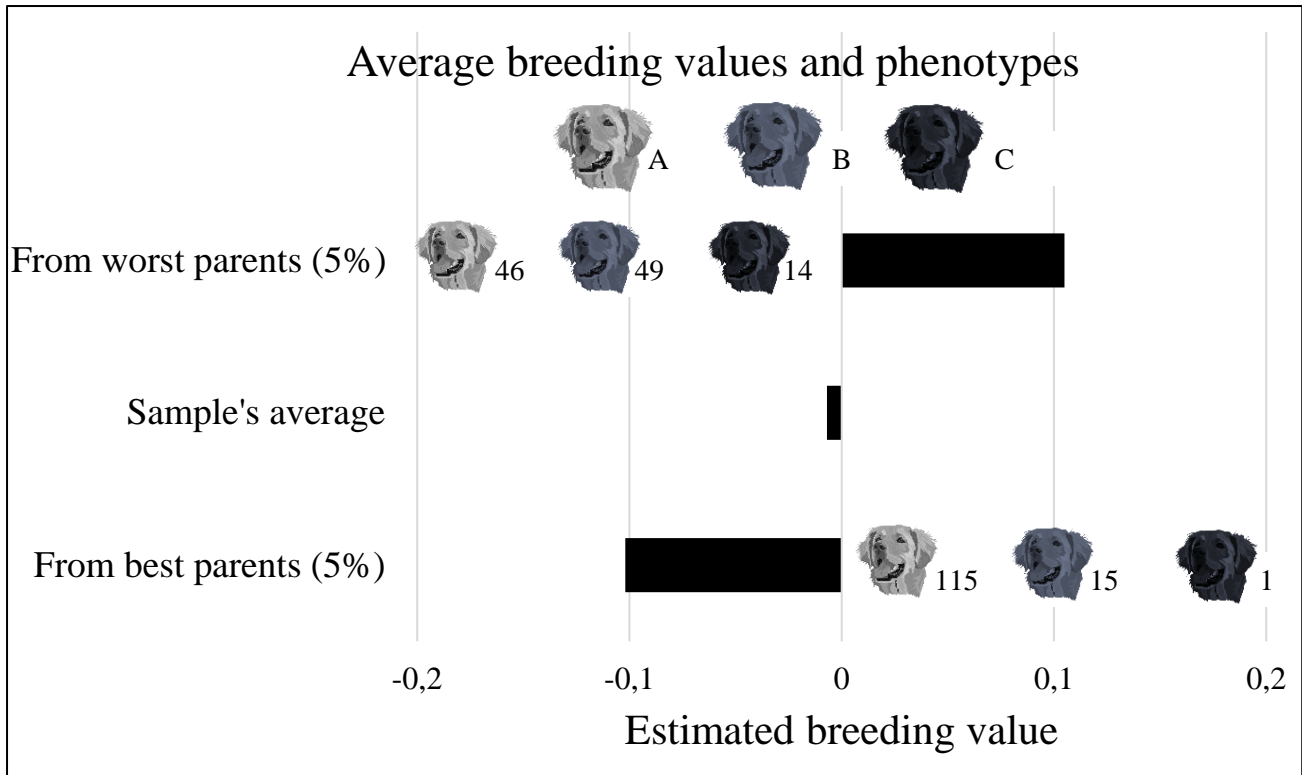 Average breeding values and phenotypes
A B C
From worst parents (5%) 46 49 14
Sample's average
From best parents (5%) 115 15 1
-0,2 -0,1 0 0,1 0,2
Estimated breeding value